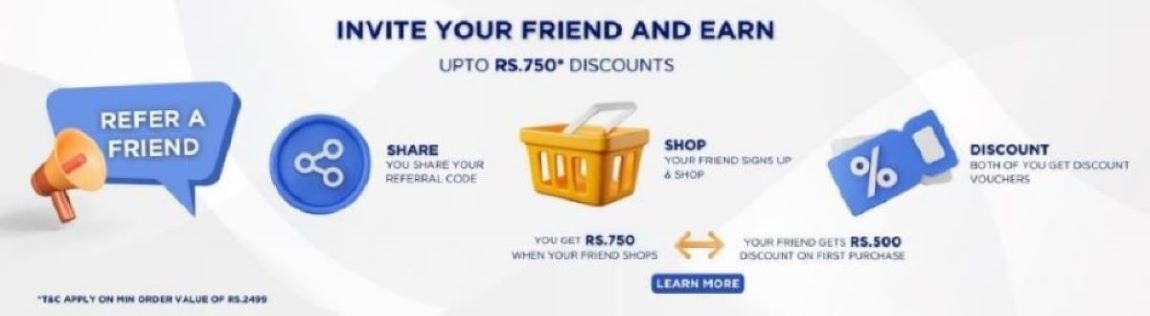 INVITE YOUR FRIEND AND EARN
UPTO RS.750* DISCOUNTS
REFER A
FRIEND
SHARE
YOU SHARE YOUR
REFERRAL CODE
SHOP
YOUR FRIEND SIGNS UP
& SHOP
%
DISCOUNT
BOTH OF YOU GET DISCOUNT
VOUCHERS
YOU GET RS.750
WHEN YOUR FRIEND SHOPS
YOUR FRIEND GETS RS.500
DISCOUNT ON FIRST PURCHASE
LEARN MORE
*T&C APPLY ON MIN ORDER VALUE OF RS.2499